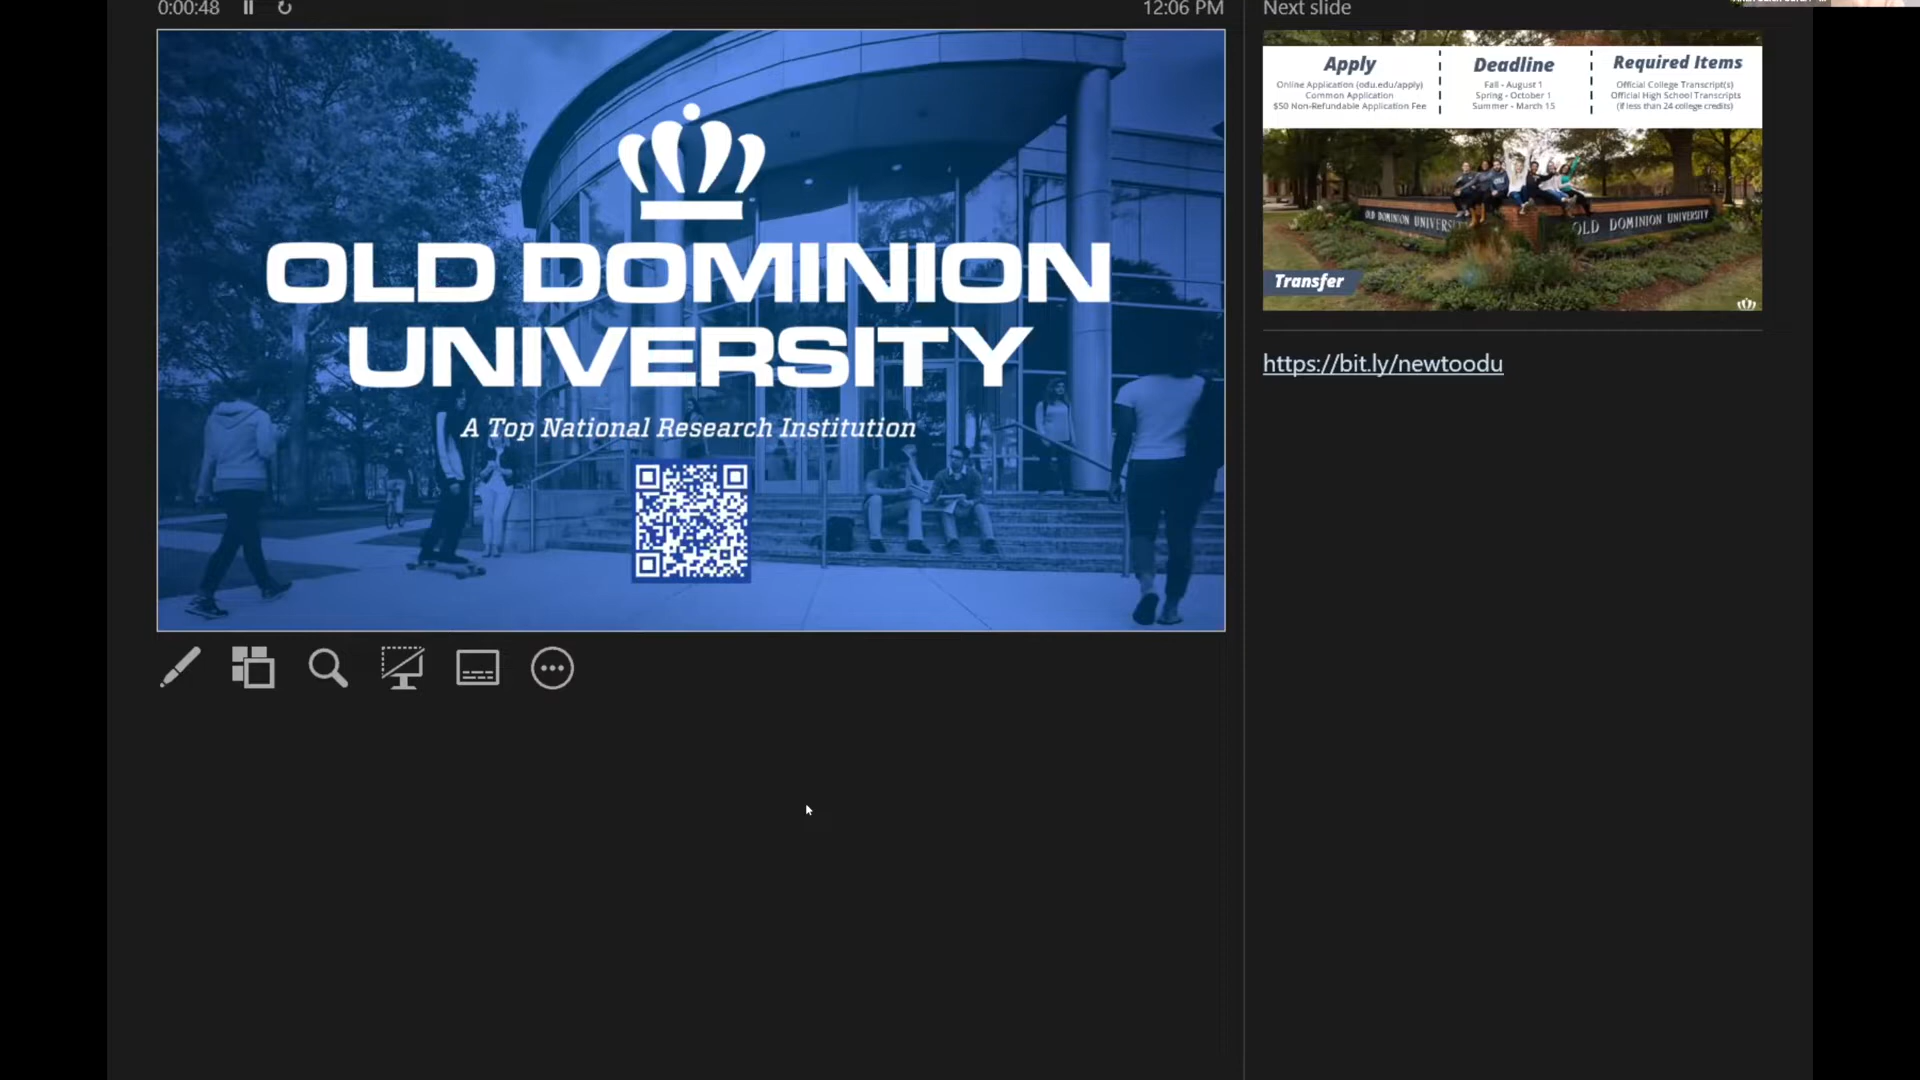 0:00:48
12:06 PM
Next slide
OLD DOMINION
UNIVERSITY
A Top National Research Institution
Apply
Online Application (odu.edu/apply)
Common Application
$50 Non-Refundable Application Fee
Deadline
Fall - August 1
Spring - October 1
Summer - March 15
Required Items
Official College Transcript(s)
Official High School Transcripts
(if less than 24 college credits)
OLD DOMINION UNIVERSITY
OLD DOMINION UNIVERSITY
Transfer
https://bit.ly/newtoodu